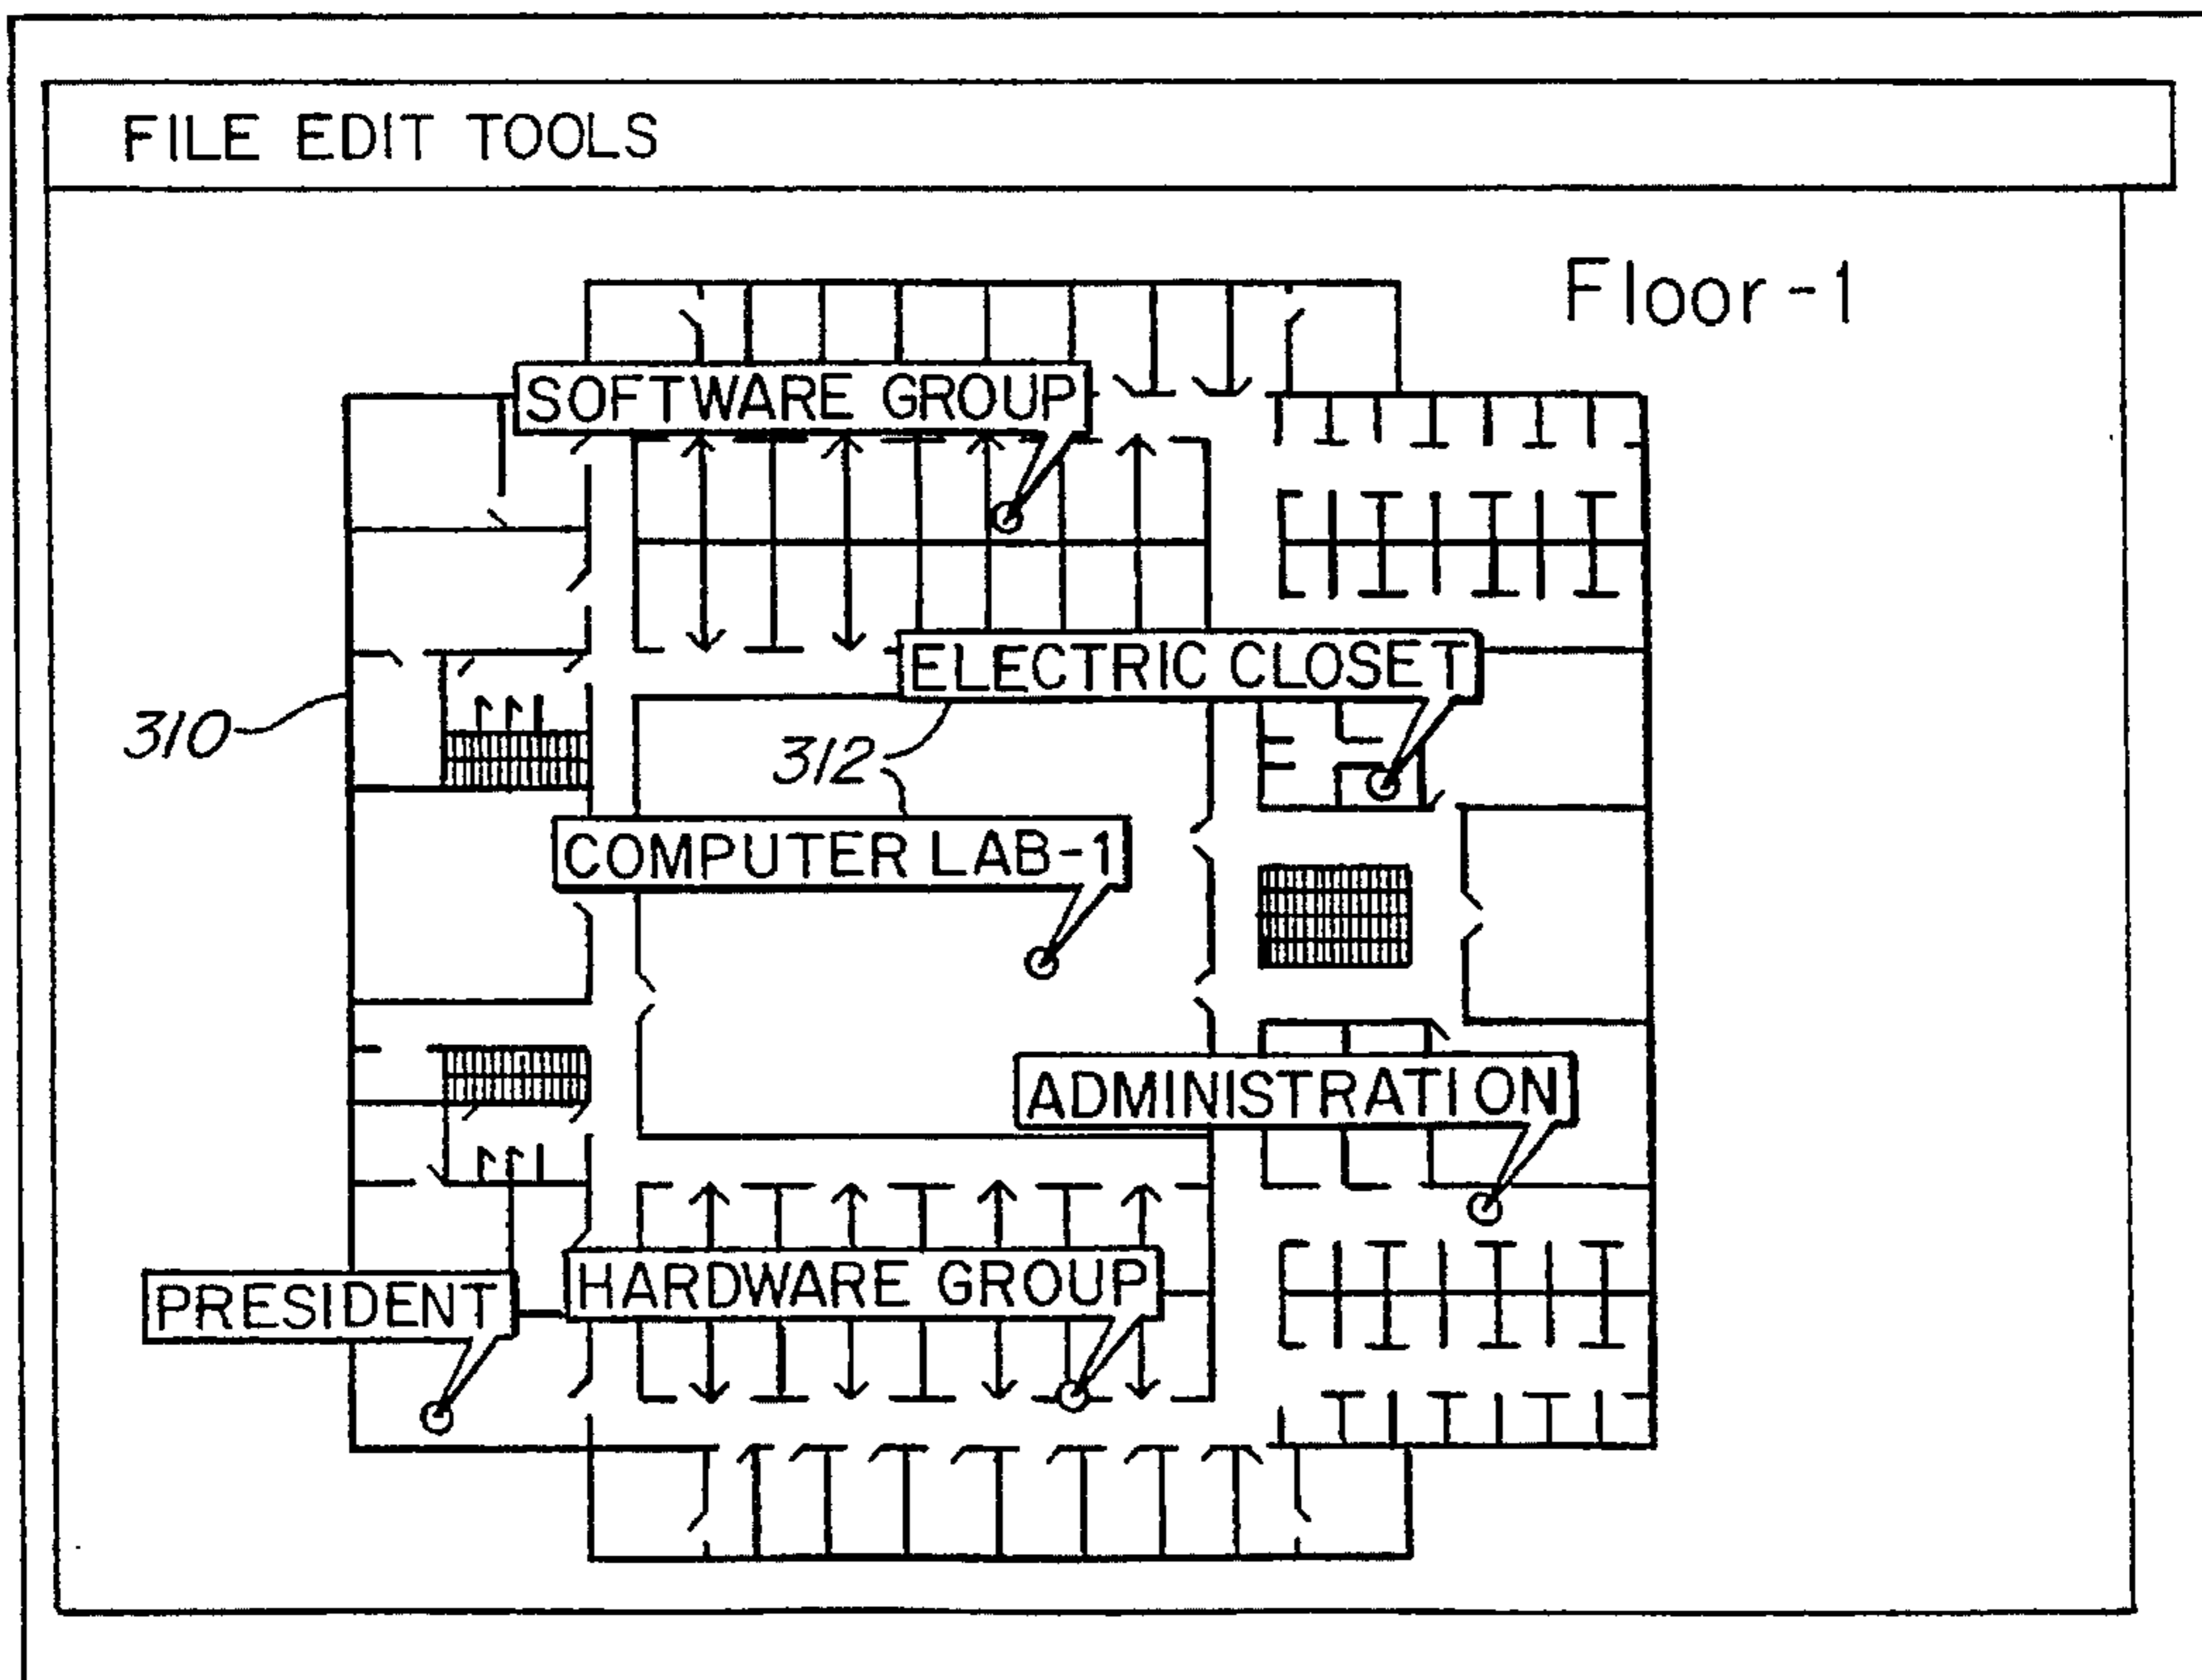 FILE EDIT TOOLS
Floor-1
SOFTWARE GROUP
ELECTRIC CLOSET
310
312
COMPUTER LAB-1
ADMINISTRATION
HARDWARE GROUP
PRESIDENT